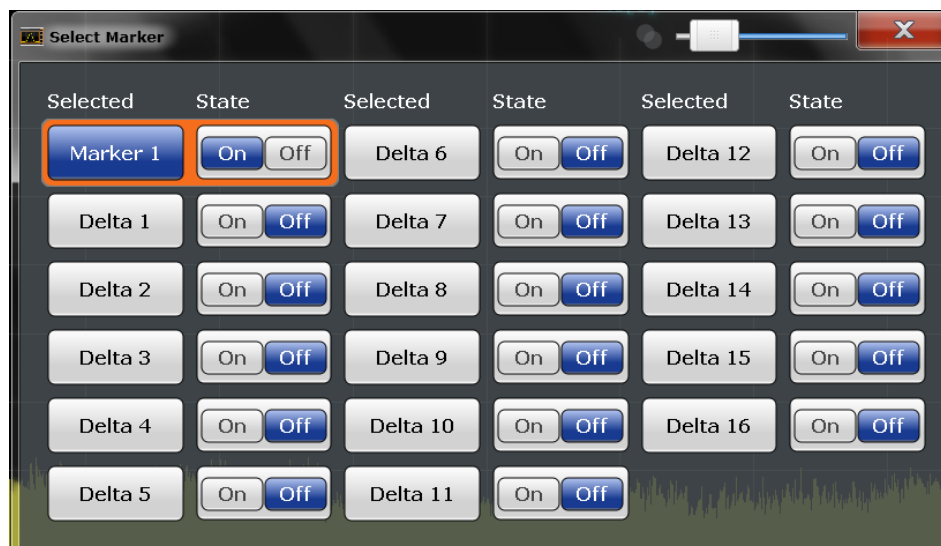 Select Marker
Selected State Selected State Selected State
Marker 1 On Off Delta 6 On Off Delta 12 On Off
Delta 1 On Off Delta 7 On Off Delta 13 On Off
Delta 2 On Off Delta 8 On Off Delta 14 On Off
Delta 3 On Off Delta 9 On Off Delta 15 On Off
Delta 4 On Off Delta 10 On Off Delta 16 On Off
Delta 5 On Off Delta 11 On Off